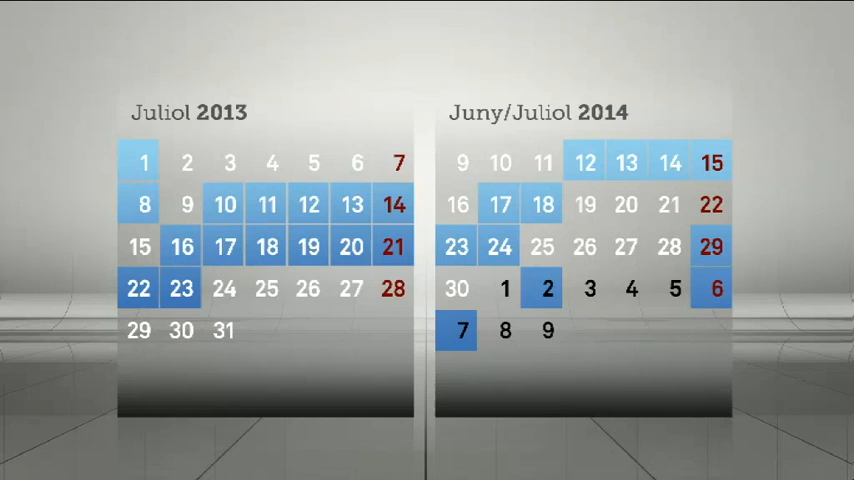 Juliol 2013
1 2 3 4 5 6 7
8 9 10 11 12 13 14
15 16 17 18 19 20 21
22 23 24 25 26 27 28
29 30 31
Juny/Juliol 2014
9 10 11 12 13 14 15
16 17 18 19 20 21 22
23 24 25 26 27 28 29
30 1 2 3 4 5 6
7 8 9